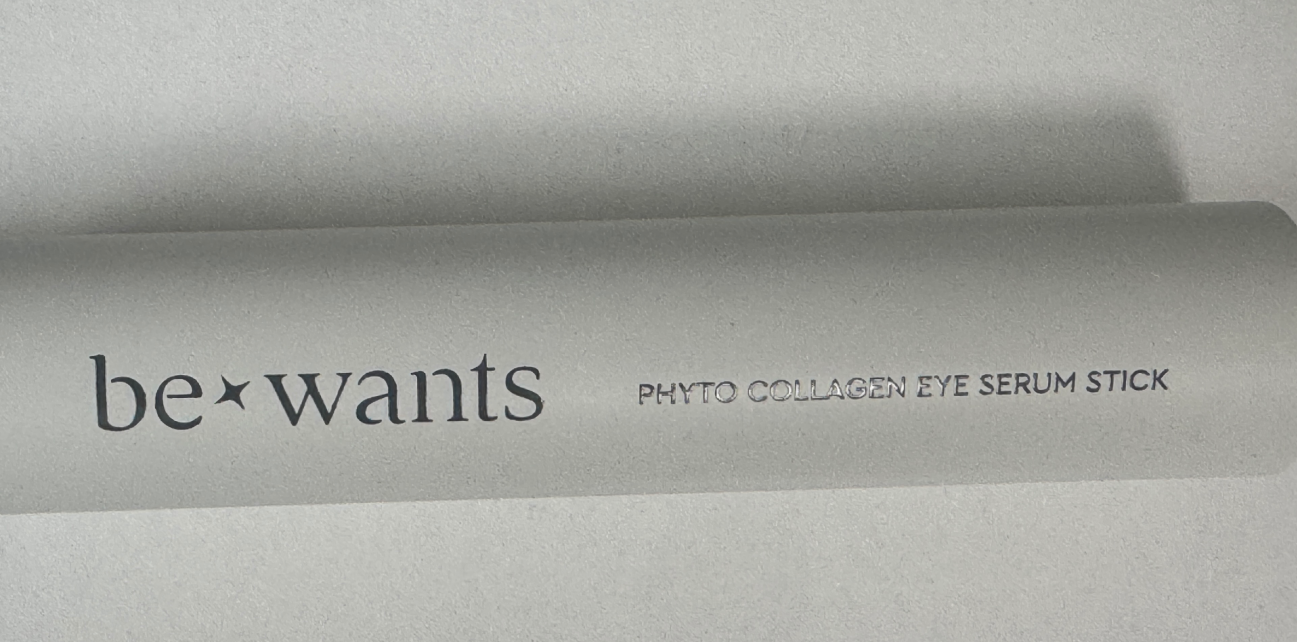 be✦wants PHYTO COLLAGEN EYE SERUM STICK